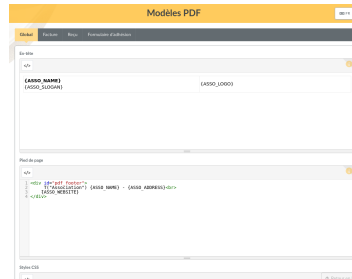 Modèles PDF
Global Facture Reçu Formulaire d'adhésion
En-tête
</>
{ASSO_NAME} {ASSO_LOGO}
{ASSO_SLOGAN}
Pied de page
</>
1 <div id="pdf_footer">
2 T("Association") {ASSO_NAME} - {ASSO_ADDRESS}<br>
3 {ASSO_WEBSITE}
4 </div>
Styles CSS
</>